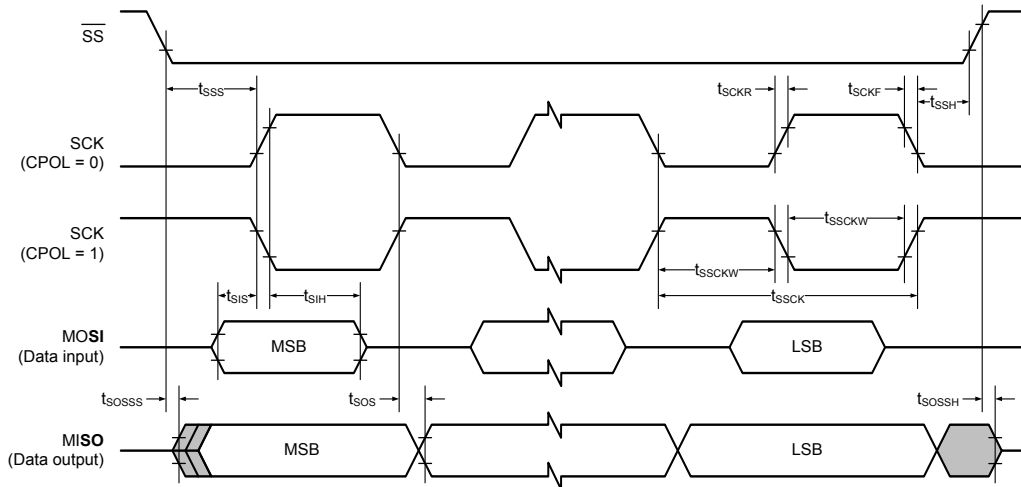 SS
tSSS
tSCKR
tSCKF
tSSH
SCK
(CPOL = 0)
SCK
(CPOL = 1)
tSSCKW
tSSCKW
tSIS
tSIH
tSSCK
MOSI
(Data input)
MSB
LSB
tSOSSS
tSOS
tSOSSH
MISO
(Data output)
MSB
LSB